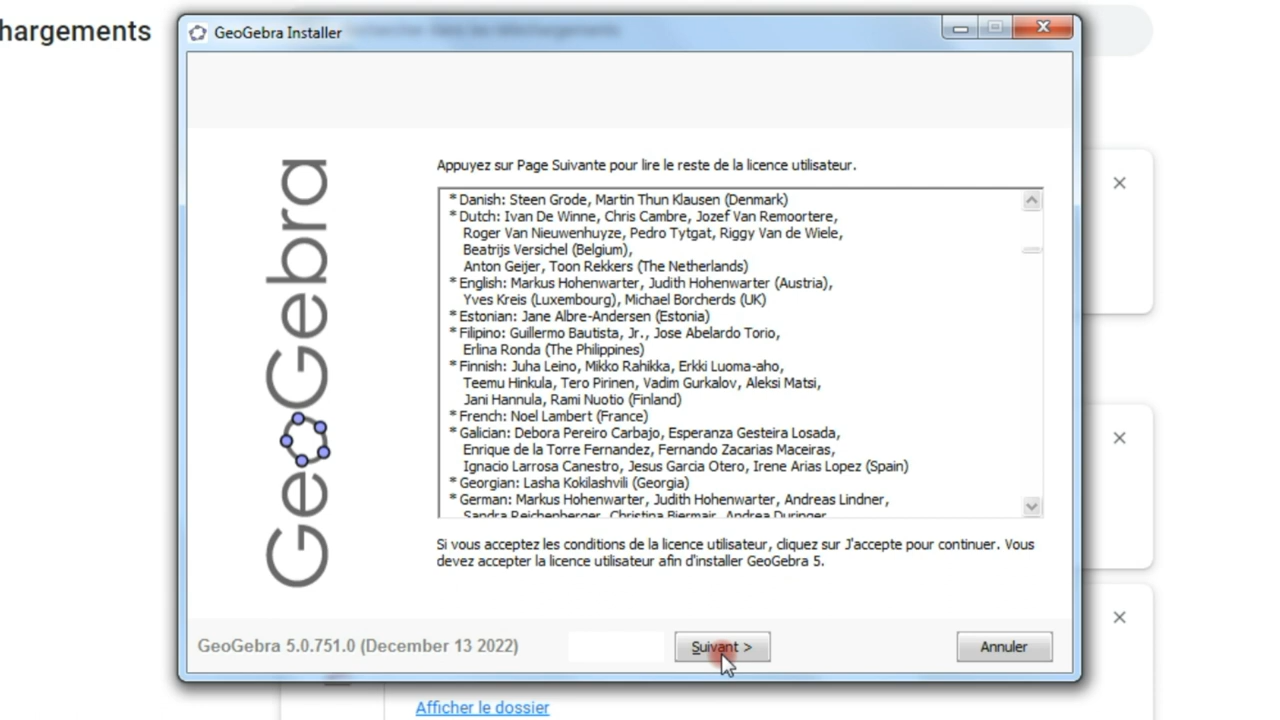 hargements
GeoGebra Installer
GeoGebra
Appuyez sur Page Suivante pour lire le reste de la licence utilisateur.
* Danish: Steen Grode, Martin Thun Klausen (Denmark)
* Dutch: Ivan De Winne, Chris Cambre, Jozef Van Remoortere,
Roger Van Nieuwenhuyze, Pedro Tytgat, Riggy Van de Wiele,
Beatrijs Versichel (Belgium),
Anton Geijer, Toon Rekkers (The Netherlands)
* English: Markus Hohenwarter, Judith Hohenwarter (Austria),
Yves Kreis (Luxembourg), Michael Borcherds (UK)
* Estonian: Jane Albre-Andersen (Estonia)
* Filipino: Guillermo Bautista, Jr., Jose Abelardo Torio,
Erlina Ronda (The Philippines)
* Finnish: Juha Leino, Mikko Rahikka, Erkki Luoma-aho,
Teemu Hinkula, Tero Pirinen, Vadim Gurkalov, Aleksi Matsi,
Jani Hannula, Rami Nuotio (Finland)
* French: Noel Lambert (France)
* Galician: Debora Pereiro Carbajo, Esperanza Gesteira Losada,
Enrique de la Torre Fernandez, Fernando Zacarias Maceiras,
Ignacio Larrosa Canestro, Jesus Garcia Otero, Irene Arias Lopez (Spain)
* Georgian: Lasha Kokilashvili (Georgia)
* German: Markus Hohenwarter, Judith Hohenwarter, Andreas Lindner,
Sandra Reichenberger, Christina Biermair, Andrea Duringer,
Si vous acceptez les conditions de la licence utilisateur, cliquez sur J'accepte pour continuer. Vous
devez accepter la licence utilisateur afin d'installer GeoGebra 5.
GeoGebra 5.0.751.0 (December 13 2022)
Suivant >
Annuler
Afficher le dossier